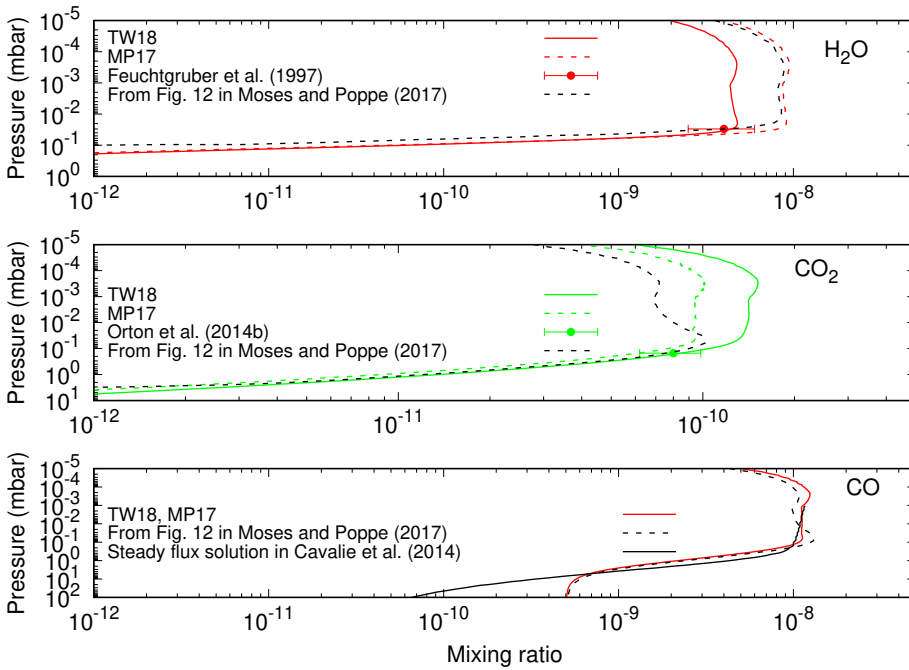 10^-5
10^-4
10^-3
10^-2
10^-1
10^0
Pressure (mbar)
TW18
MP17
Feuchtgruber et al. (1997)
From Fig. 12 in Moses and Poppe (2017)
H₂O
10^-12 10^-11 10^-10 10^-9 10^-8
10^-5
10^-4
10^-3
10^-2
10^-1
10^0
10^1
Pressure (mbar)
TW18
MP17
Orton et al. (2014b)
From Fig. 12 in Moses and Poppe (2017)
CO₂
10^-12 10^-11 10^-10
10^-5
10^-4
10^-3
10^-2
10^-1
10^0
10^1
10^2
Pressure (mbar)
TW18, MP17
From Fig. 12 in Moses and Poppe (2017)
Steady flux solution in Cavalie et al. (2014)
CO
10^-12 10^-11 10^-10 10^-9 10^-8
Mixing ratio